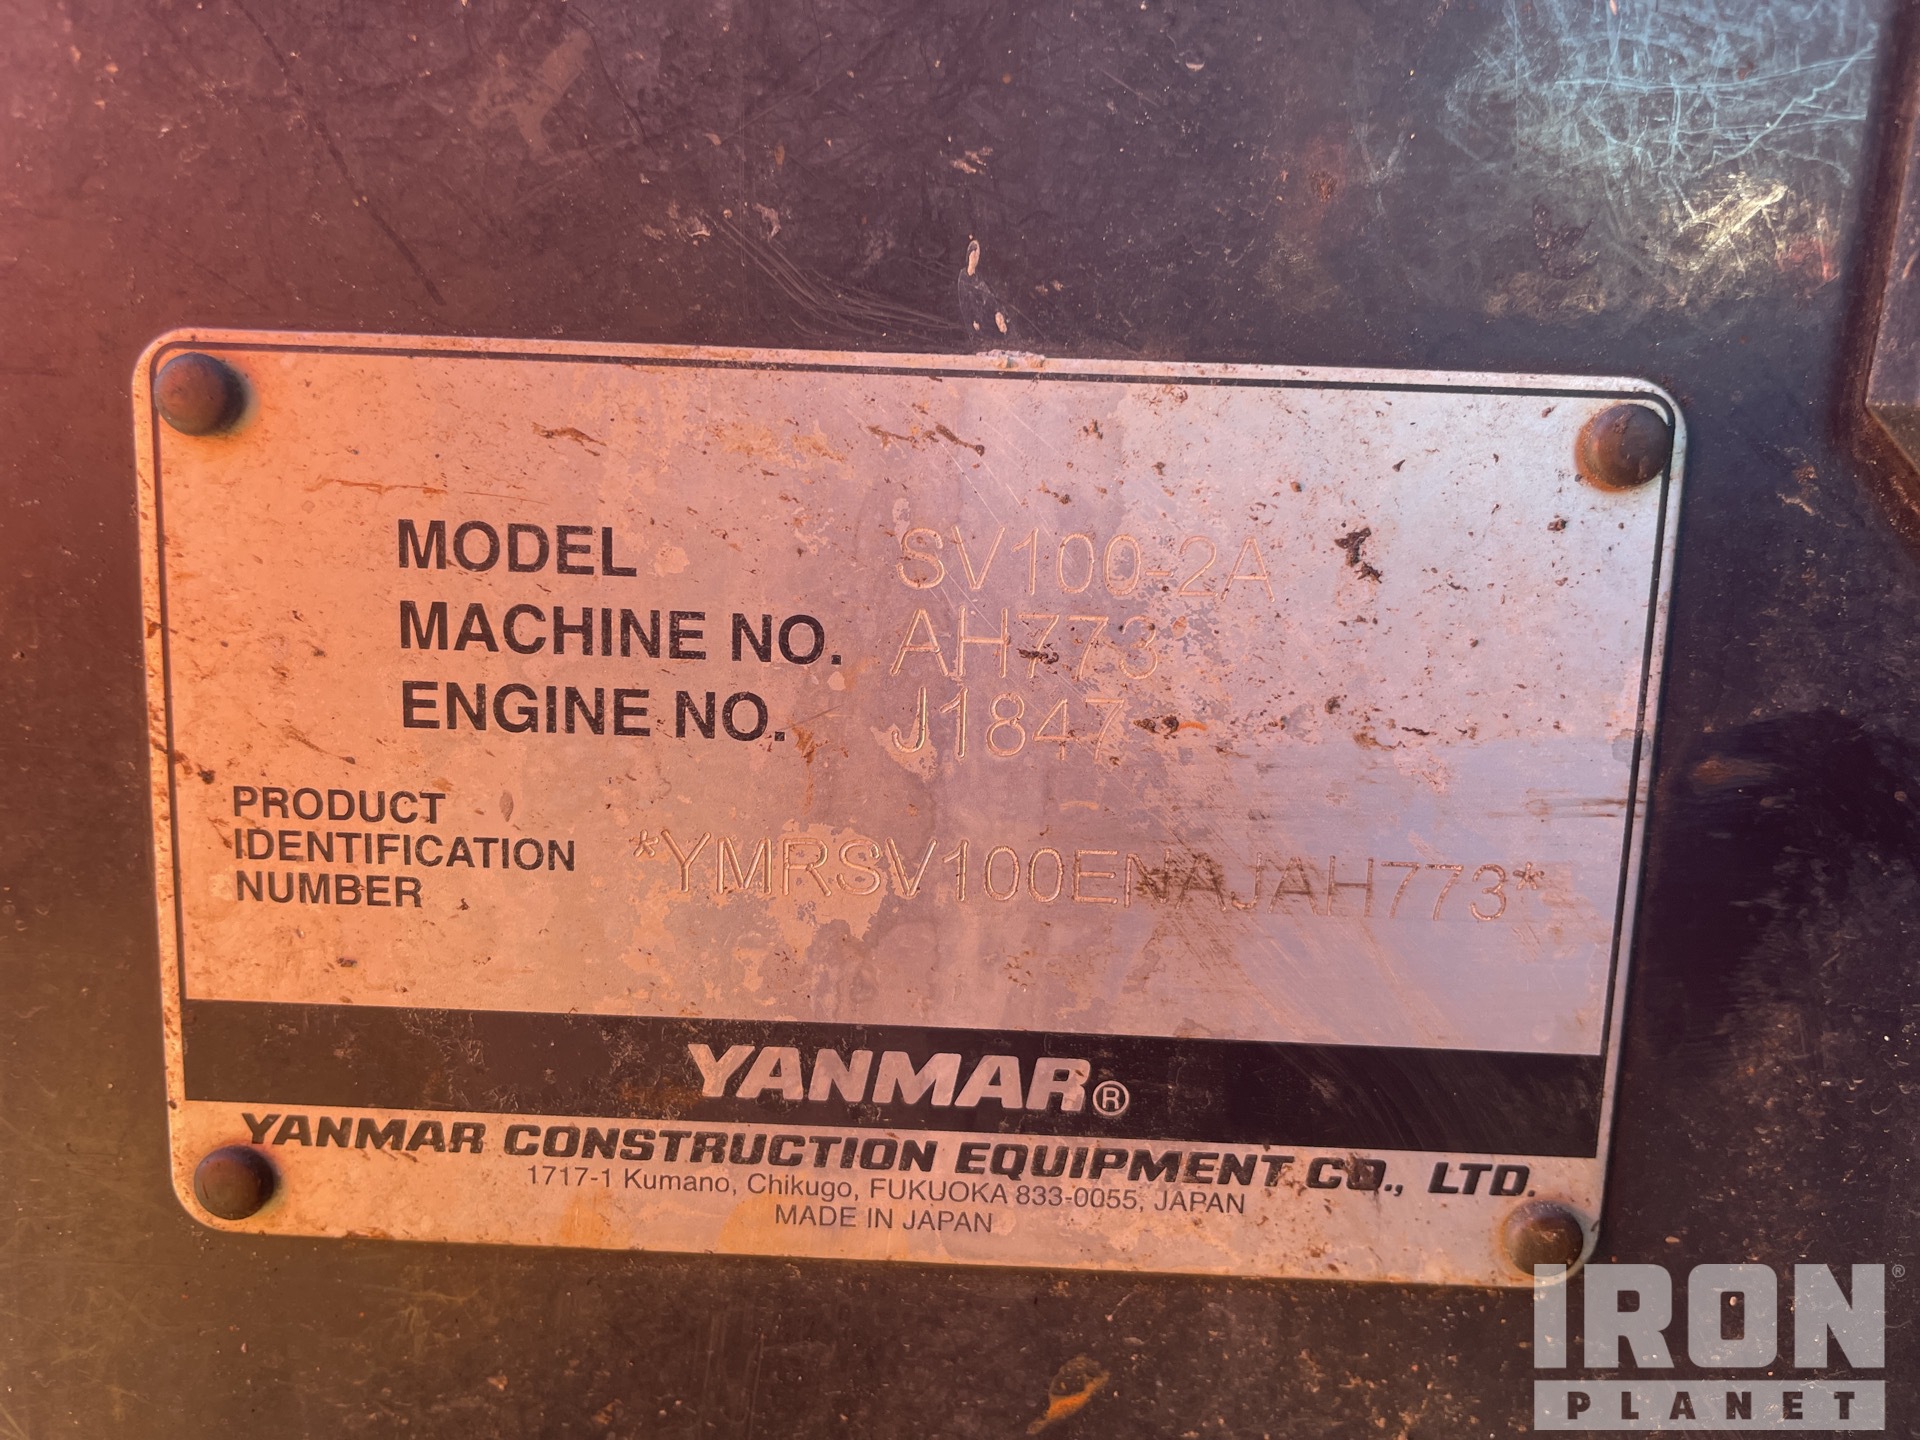 MODEL SV100-2A
MACHINE NO. AH773
ENGINE NO. J1847
PRODUCT
IDENTIFICATION
NUMBER
*YMRSV100ENAJAH773*
YANMAR®
YANMAR CONSTRUCTION EQUIPMENT CO., LTD.
1717-1 Kumano, Chikugo, FUKUOKA 833-0055, JAPAN
MADE IN JAPAN
IRON®
PLANET